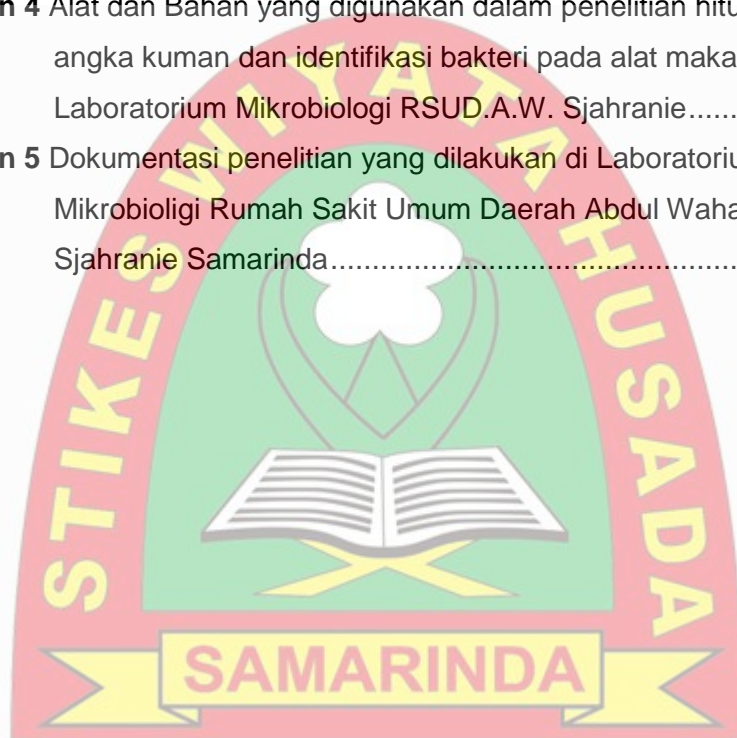 n 4 Alat dan Bahan yang digunakan dalam penelitian hitu
angka kuman dan identifikasi bakteri pada alat maka
Laboratorium Mikrobiologi RSUD.A.W. Sjahranie......
n 5 Dokumentasi penelitian yang dilakukan di Laboratoriu
Mikrobioligi Rumah Sakit Umum Daerah Abdul Waha
Sjahranie Samarinda.............................................
STIKES WIYATA HUSADA
SAMARINDA